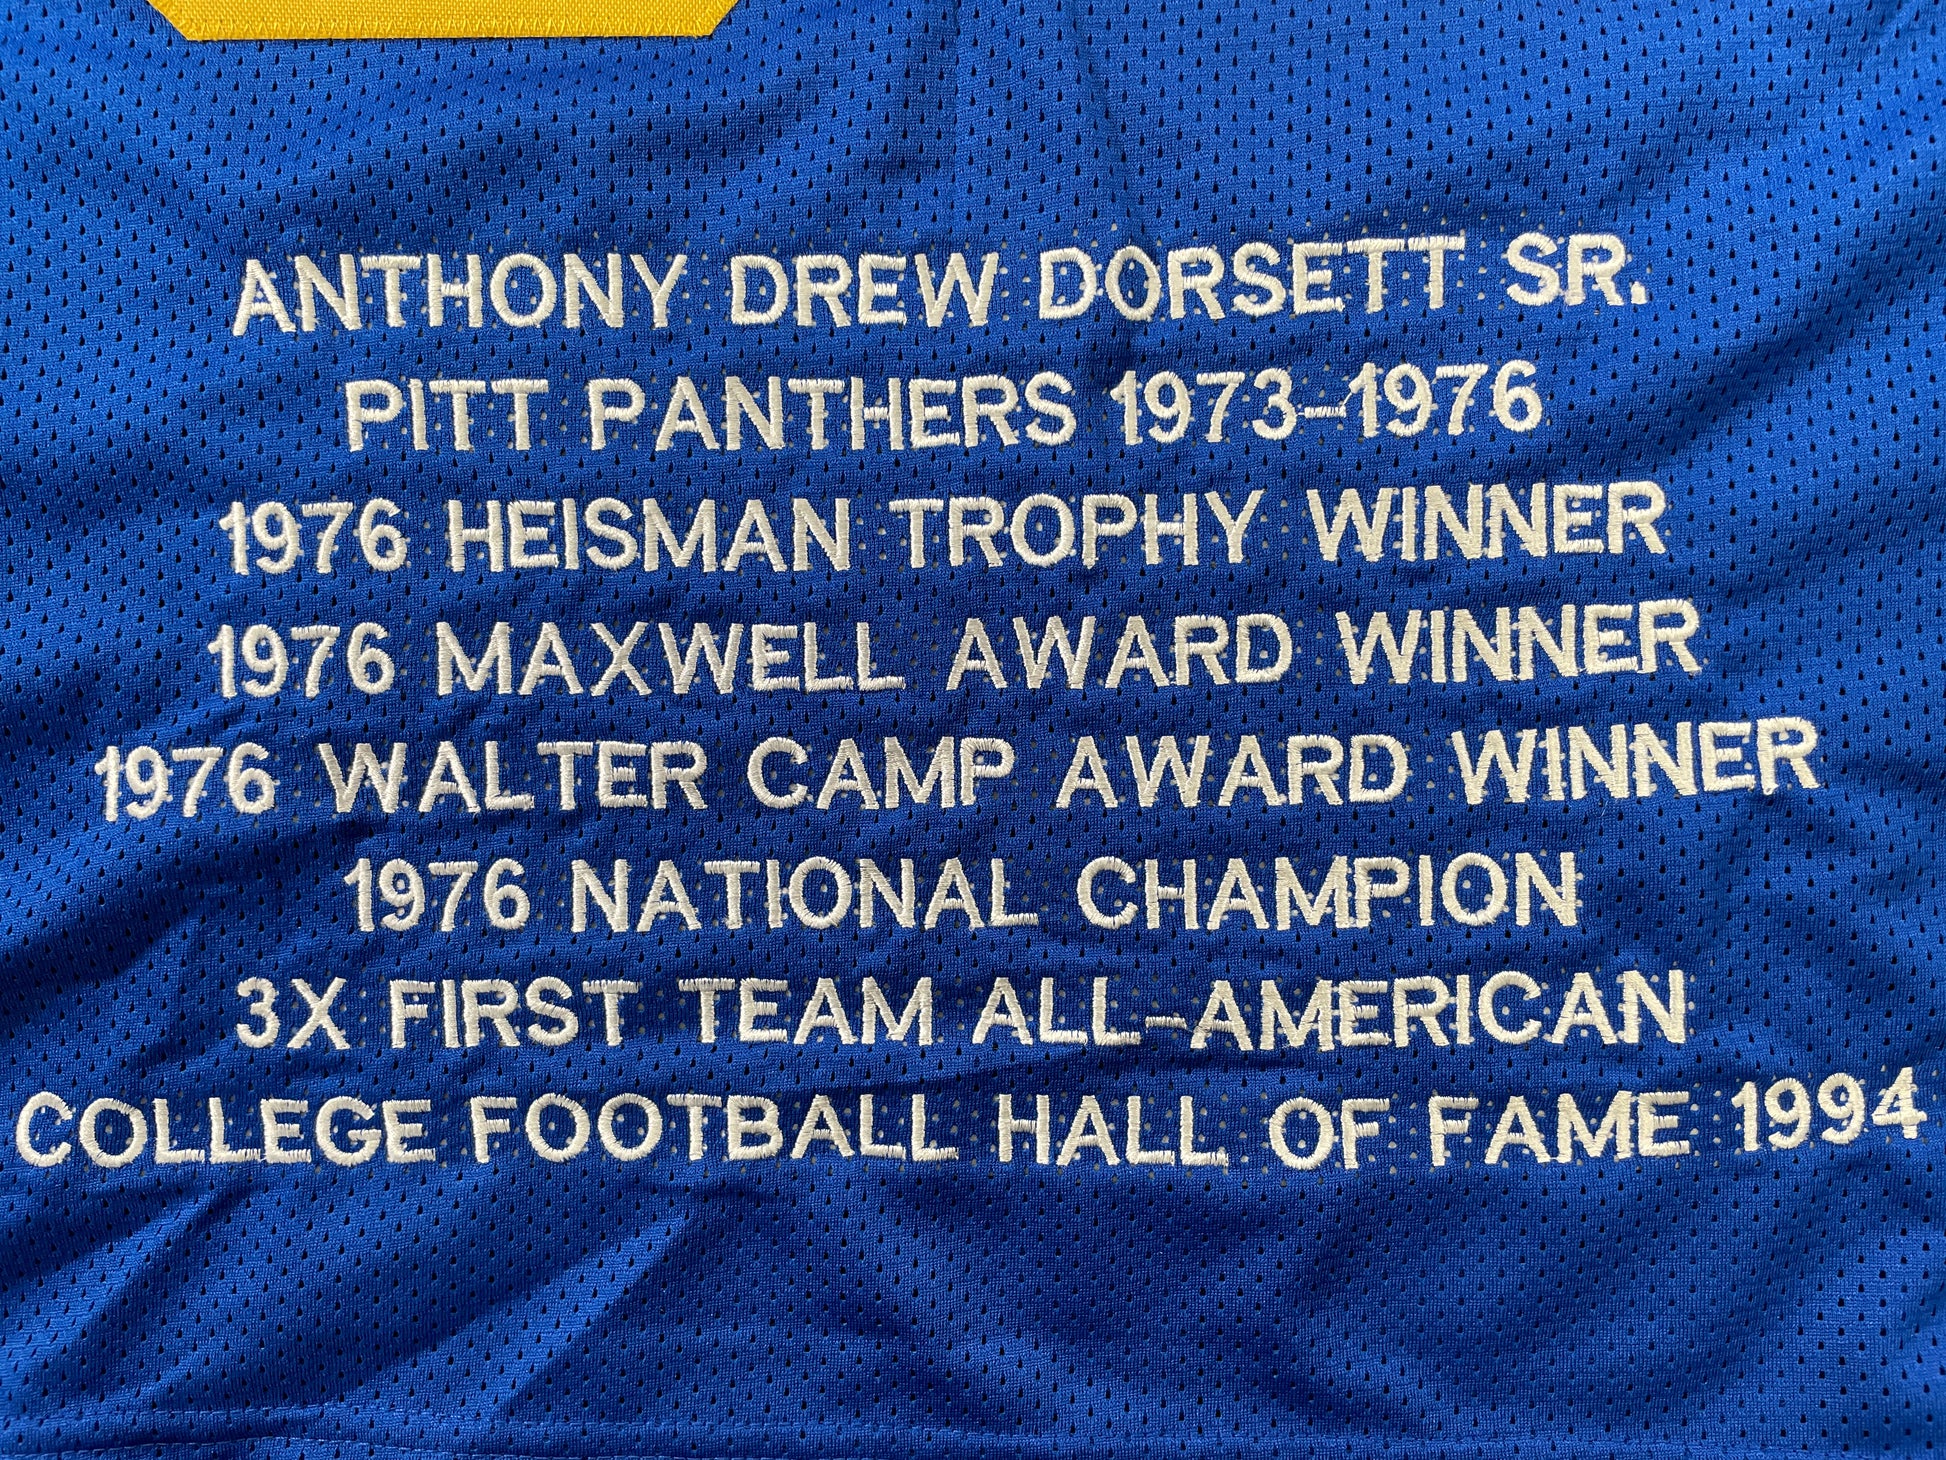 ANTHONY DREW DORSETT SR.
PITT PANTHERS 1973-1976
1976 HEISMAN TROPHY WINNER
1976 MAXWELL AWARD WINNER
1976 WALTER CAMP AWARD WINNER
1976 NATIONAL CHAMPION
3X FIRST TEAM ALL-AMERICAN
COLLEGE FOOTBALL HALL OF FAME 1994